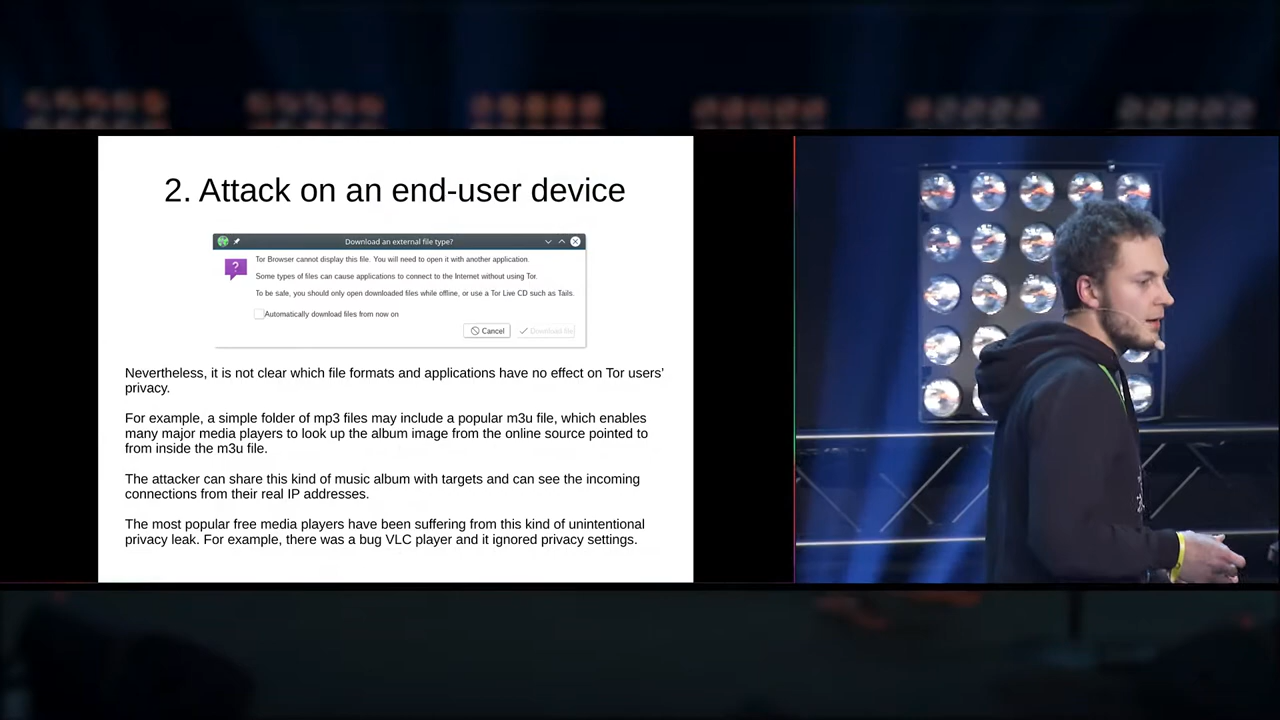 2. Attack on an end-user device
Download an external file type?
Tor Browser cannot display this file. You will need to open it with another application.
Some types of files can cause applications to connect to the Internet without using Tor.
To be safe, you should only open downloaded files while offline, or use a Tor Live CD such as Tails.
Automatically download files from now on
Cancel
Download file
Nevertheless, it is not clear which file formats and applications have no effect on Tor users'
privacy.
For example, a simple folder of mp3 files may include a popular m3u file, which enables
many major media players to look up the album image from the online source pointed to
from inside the m3u file.
The attacker can share this kind of music album with targets and can see the incoming
connections from their real IP addresses.
The most popular free media players have been suffering from this kind of unintentional
privacy leak. For example, there was a bug VLC player and it ignored privacy settings.